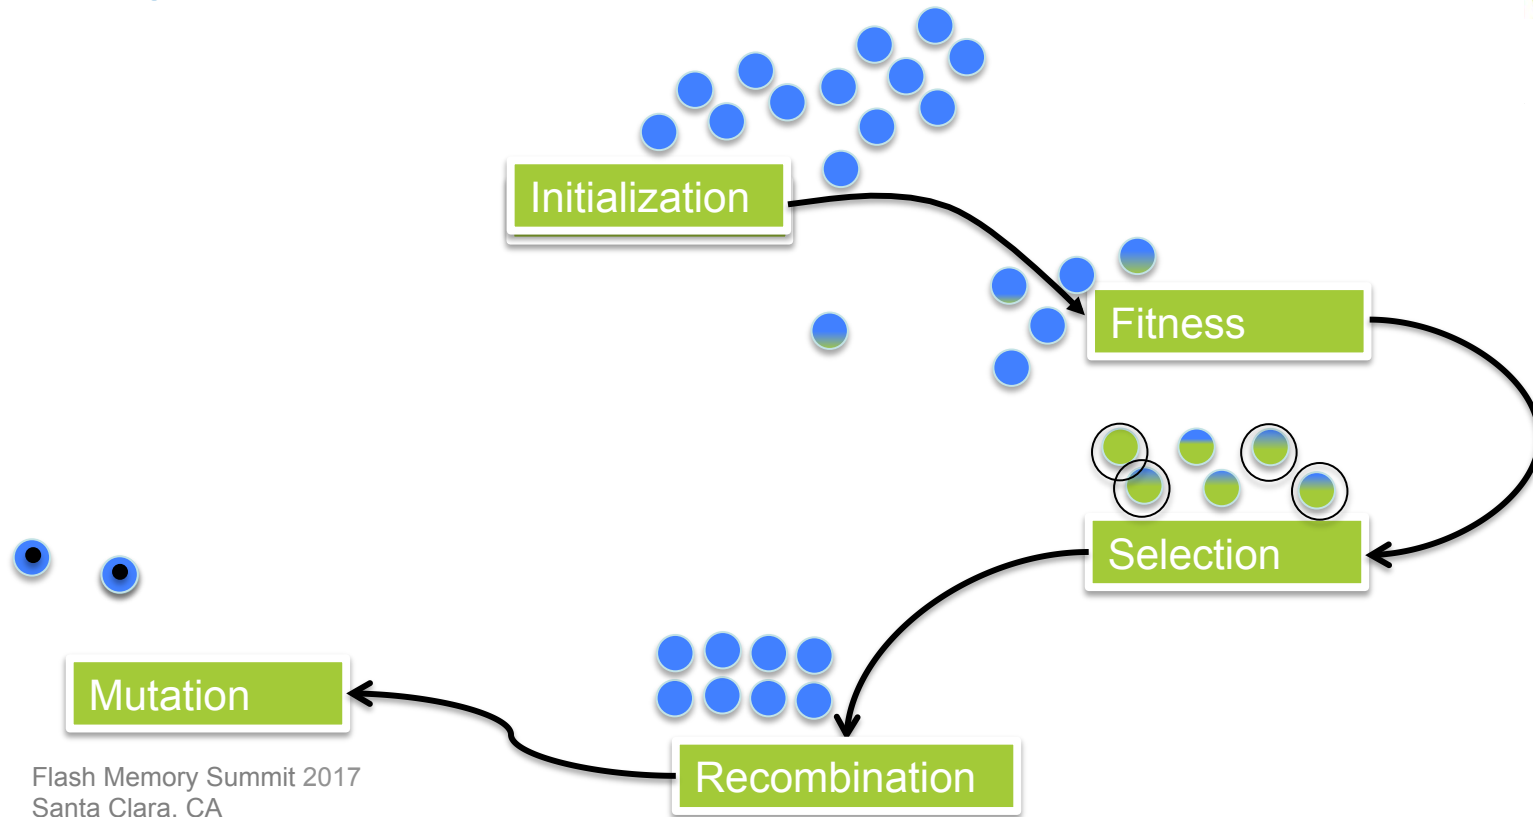 Initialization
Fitness
Selection
Mutation
Recombination
Flash Memory Summit 2017
Santa Clara, CA